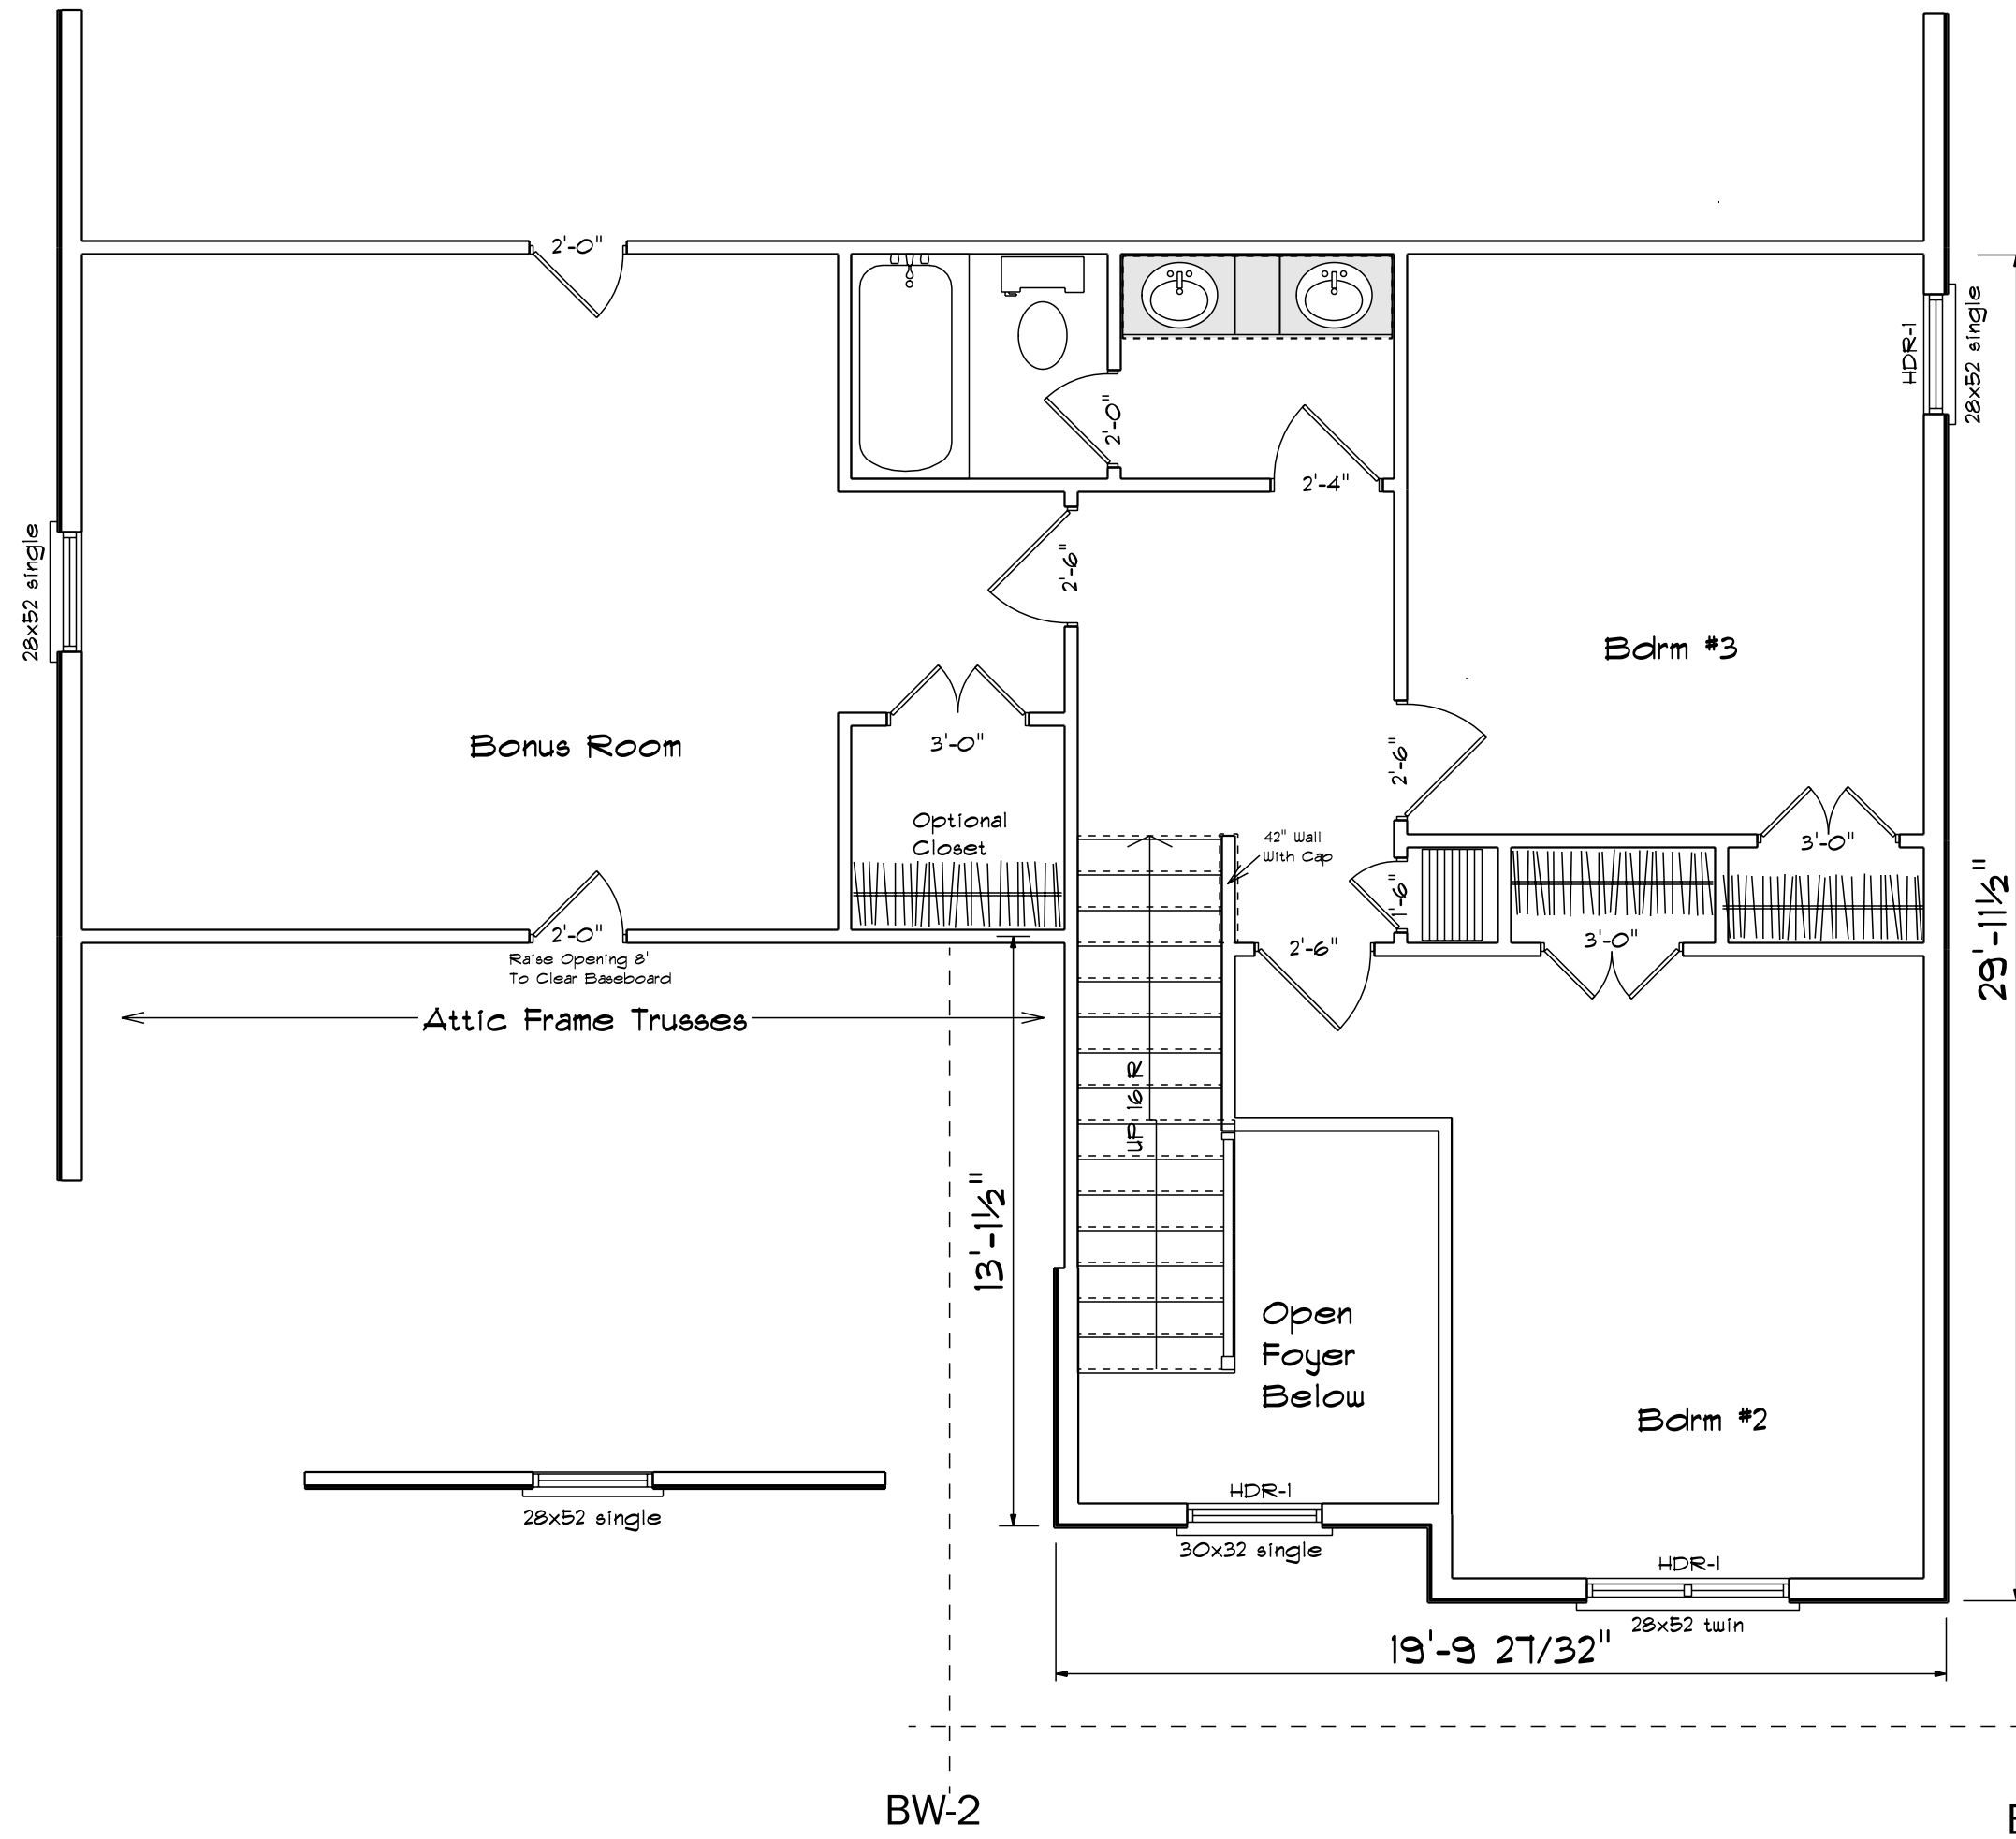 2'-0"
28x52 single
HDR-1
2'-0"
2'-4"
28x52 single
2'-6"
Bdrm #3
Bonus Room
3'-0"
2'-6"
Optional
Closet
42" Wall
With Cap
3'-0"
1'-6"
2'-0"
Raise Opening 8"
To Clear Baseboard
2'-6"
3'-0"
29'-11½"
Attic Frame Trusses
UP 16 R
13'-1½"
Open
Foyer
Below
Bdrm #2
HDR-1
28x52 single
30x32 single
HDR-1
28x52 twin
19'-9 27/32"
BW-2